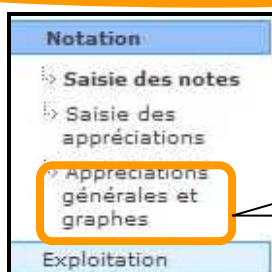 Notation
Saisie des notes
Saisie des
appréciations
Appréciations
générales et
graphes
Exploitation